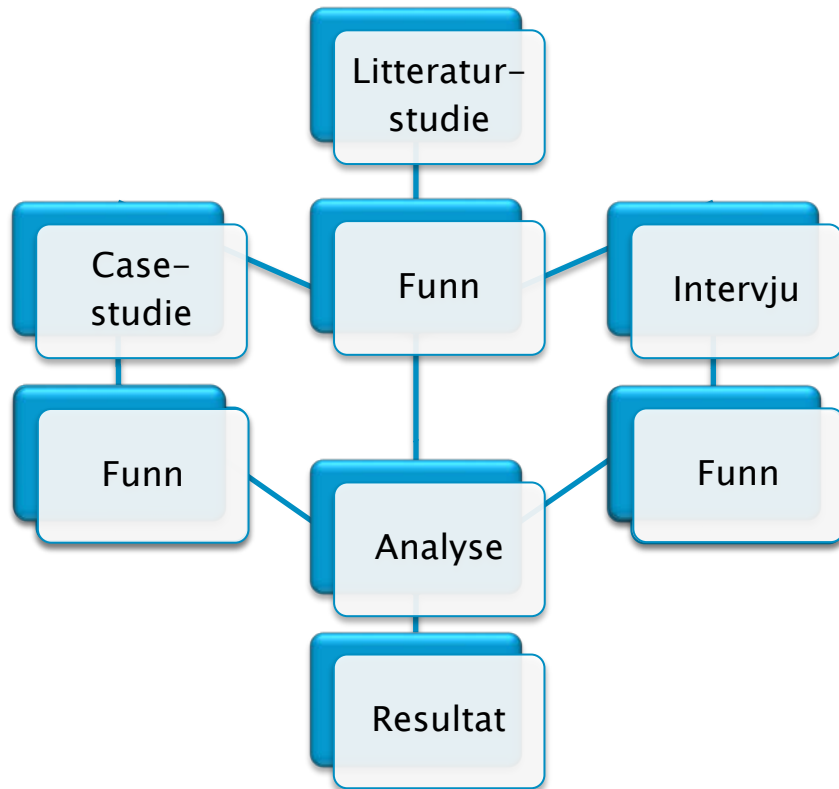 Litteratur-
studie
Case-
studie
Funn
Intervju
Funn
Funn
Analyse
Resultat